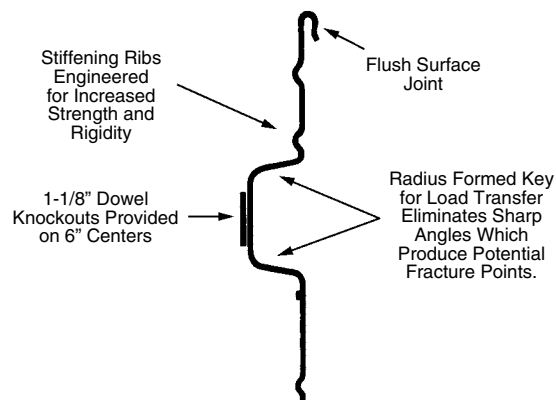 Stiffening Ribs
Engineered
for Increased
Strength and
Rigidity
Flush Surface
Joint
1-1/8” Dowel
Knockouts Provided
on 6” Centers
Radius Formed Key
for Load Transfer
Eliminates Sharp
Angles Which
Produce Potential
Fracture Points.